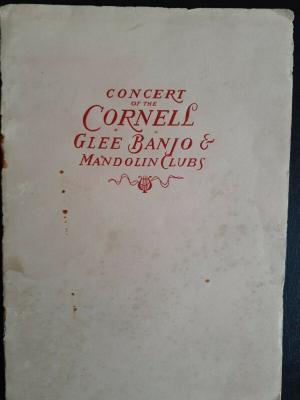 CONCERT
OF THE
CORNELL
GLEE BANJO &
MANDOLIN CLUBS